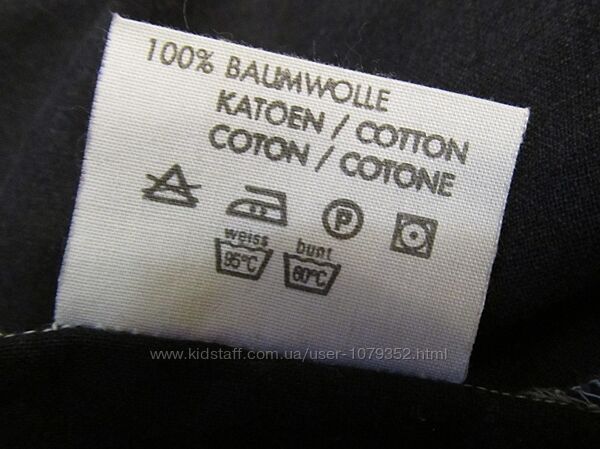 100% BAUMWOLLE
KATOEN / COTTON
COTON / COTONE
P
weiss bunt
95°C 60°C
www.kidstaff.com.ua/user-1079352.html